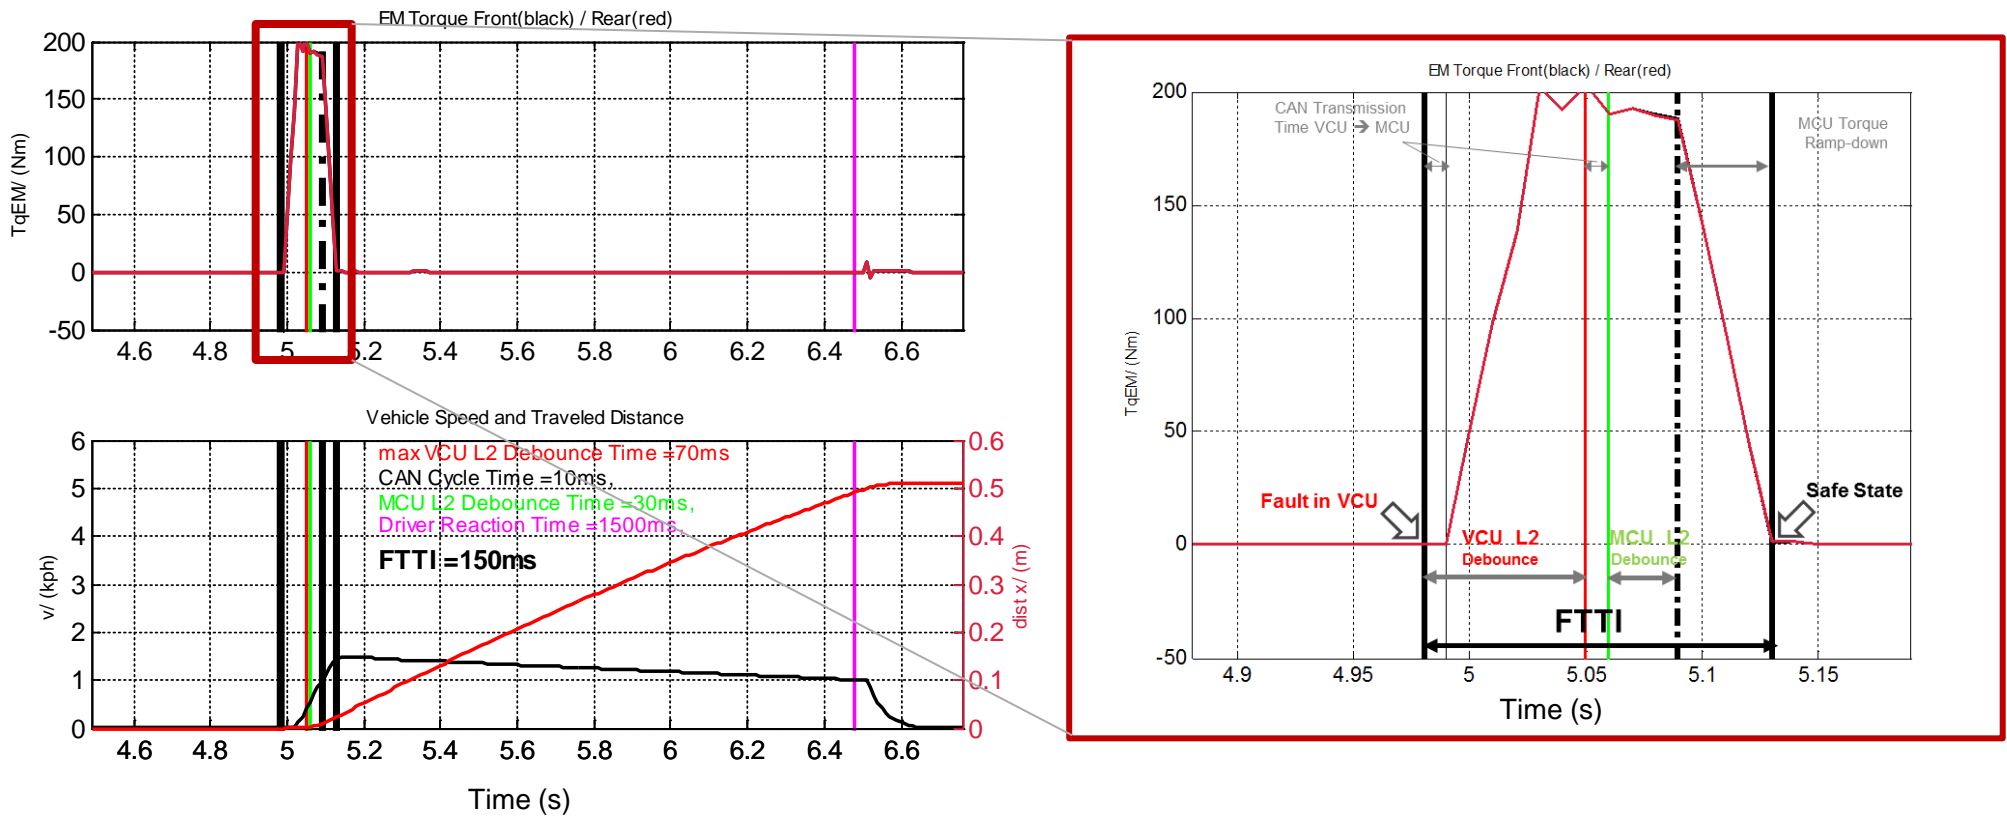 EM Torque Front(black) / Rear(red)
200
150
100
50
0
-50
TqEM/ (Nm)
4.6 4.8 5 5.2 5.4 5.6 5.8 6 6.2 6.4 6.6
Vehicle Speed and Traveled Distance
6
5
4
3
2
1
0
v/ (kph)
max VCU L2 Debounce Time =70ms
CAN Cycle Time =10ms,
MCU L2 Debounce Time =30ms,
Driver Reaction Time =1500ms,
FTTI =150ms
0.6
0.5
0.4
0.3
0.2
0.1
0
dist x/ (m)
4.6 4.8 5 5.2 5.4 5.6 5.8 6 6.2 6.4 6.6
Time (s)
EM Torque Front(black) / Rear(red)
200
150
100
50
0
-50
TqEM/ (Nm)
CAN Transmission
Time VCU → MCU
MCU Torque
Ramp-down
Fault in VCU
Safe State
VCU L2
Debounce
MCU L2
Debounce
FTTI
4.9 4.95 5 5.05 5.1 5.15
Time (s)